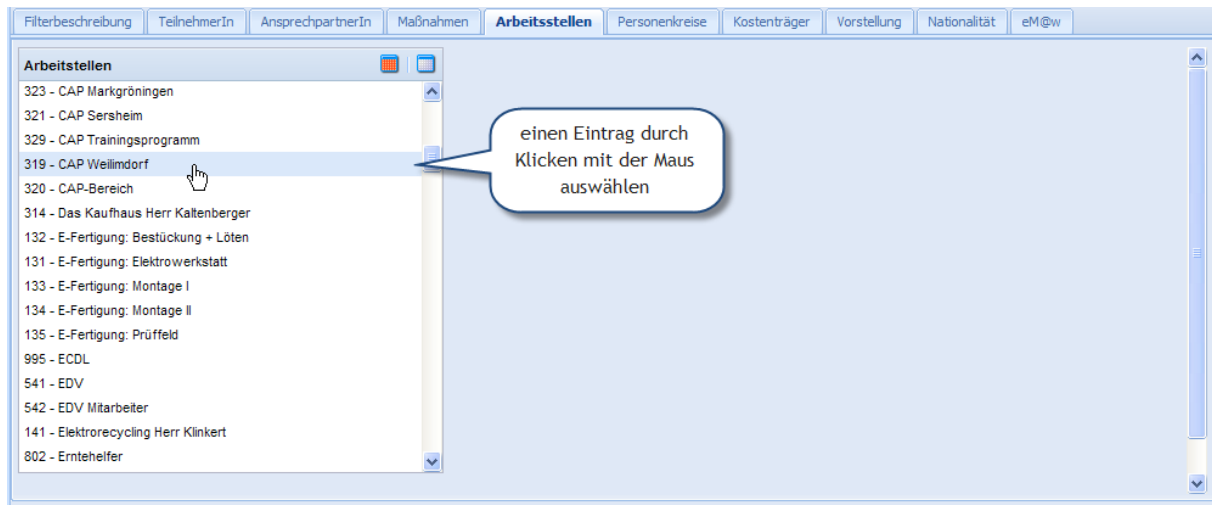 Filterbeschreibung TeilnehmerIn AnsprechpartnerIn Maßnahmen Arbeitsstellen Personenkreise Kostenträger Vorstellung Nationalität eM@w
Arbeitstellen
323 - CAP Markgröningen
321 - CAP Sersheim
329 - CAP Trainingsprogramm
319 - CAP Weilimdorf
320 - CAP-Bereich
314 - Das Kaufhaus Herr Kaltenberger
132 - E-Fertigung: Bestückung + Löten
131 - E-Fertigung: Elektrowerkstatt
133 - E-Fertigung: Montage I
134 - E-Fertigung: Montage II
135 - E-Fertigung: Prüffeld
995 - ECDL
541 - EDV
542 - EDV Mitarbeiter
141 - Elektrorecycling Herr Klinkert
802 - Erntehelfer
einen Eintrag durch
Klicken mit der Maus
auswählen